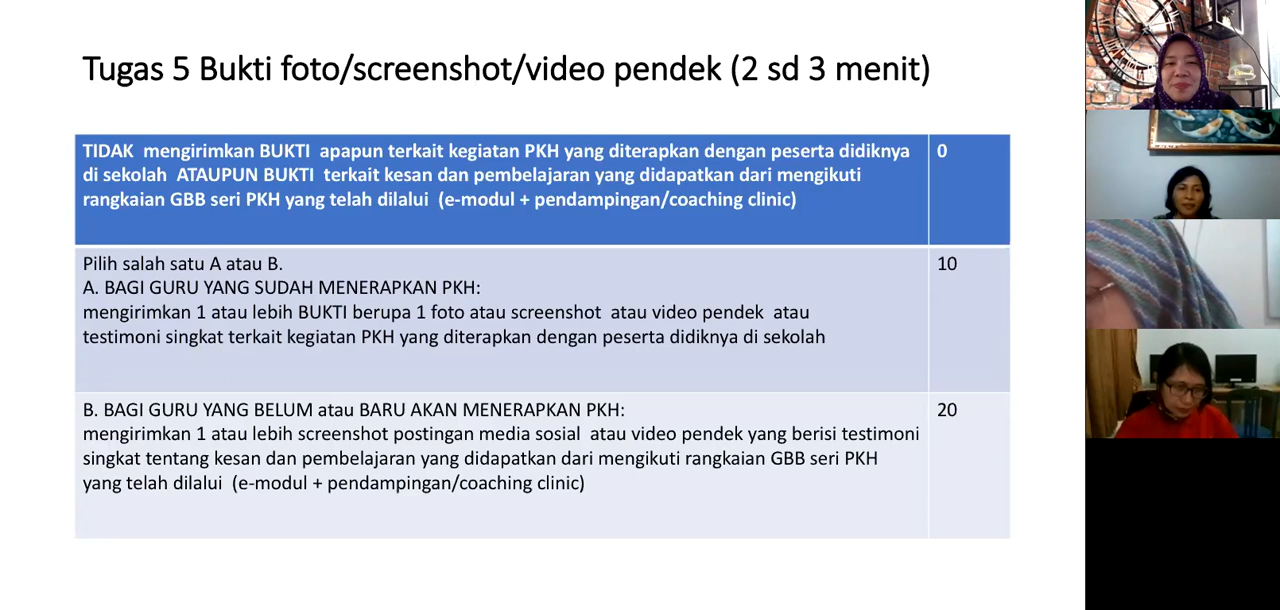 Tugas 5 Bukti foto/screenshot/video pendek (2 sd 3 menit)
TIDAK mengirimkan BUKTI apapun terkait kegiatan PKH yang diterapkan dengan peserta didiknya
di sekolah ATAUPUN BUKTI terkait kesan dan pembelajaran yang didapatkan dari mengikuti
rangkaian GBB seri PKH yang telah dilalui (e-modul + pendampingan/coaching clinic)
0
Pilih salah satu A atau B.
A. BAGI GURU YANG SUDAH MENERAPKAN PKH:
mengirimkan 1 atau lebih BUKTI berupa 1 foto atau screenshot atau video pendek atau
testimoni singkat terkait kegiatan PKH yang diterapkan dengan peserta didiknya di sekolah
10
B. BAGI GURU YANG BELUM atau BARU AKAN MENERAPKAN PKH:
mengirimkan 1 atau lebih screenshot postingan media sosial atau video pendek yang berisi testimoni
singkat tentang kesan dan pembelajaran yang didapatkan dari mengikuti rangkaian GBB seri PKH
yang telah dilalui (e-modul + pendampingan/coaching clinic)
20